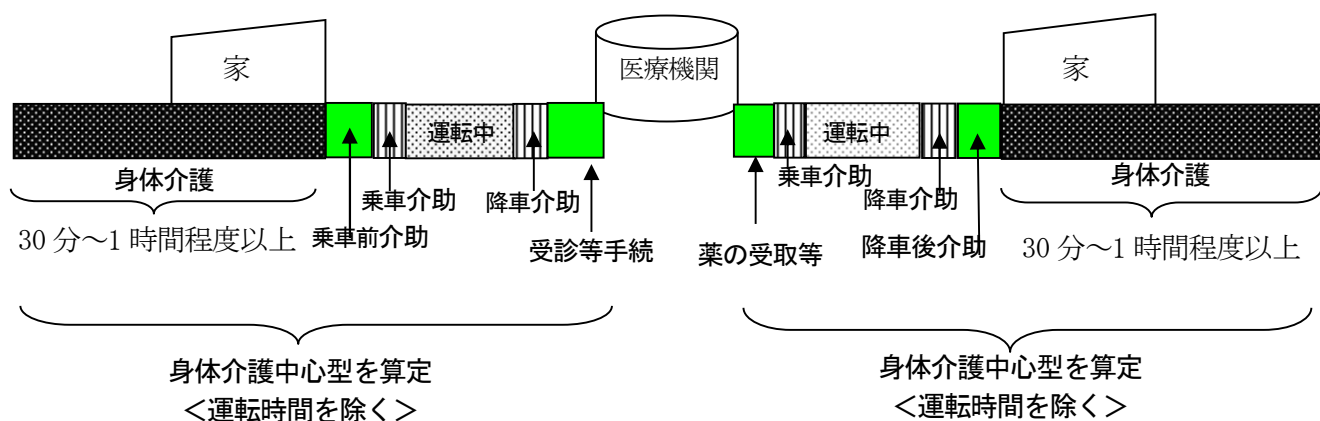 家
医療機関
家
運転中
運転中
身体介護
乗車介助
降車介助
乗車介助
降車介助
身体介護
30 分～1 時間程度以上
乗車前介助
受診等手続
薬の受取等
降車後介助
30 分～1 時間程度以上
身体介護中心型を算定
＜運転時間を除く＞
身体介護中心型を算定
＜運転時間を除く＞